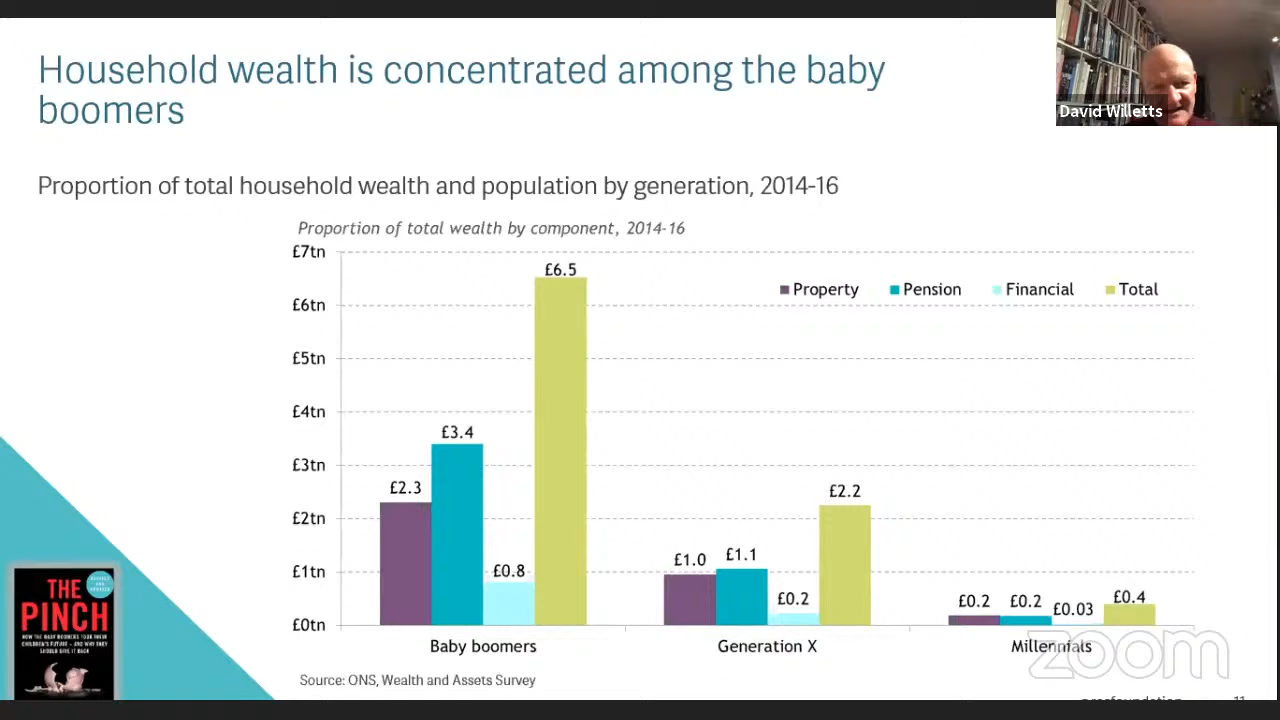 Household wealth is concentrated among the baby
boomers
David Willetts
Proportion of total household wealth and population by generation, 2014-16
Proportion of total wealth by component, 2014-16
£7tn
£6tn
£5tn
£4tn
£3tn
£2tn
£1tn
£0tn
Property Pension Financial Total
£2.3
£3.4
£0.8
£6.5
£1.0
£1.1
£0.2
£2.2
£0.2
£0.2
£0.03
£0.4
Baby boomers Generation X Millennials
Source: ONS, Wealth and Assets Survey
THE
PINCH
HOW THE BABY BOOMERS TOOK THEIR
CHILDREN'S FUTURE - AND WHY THEY
SHOULD GIVE IT BACK
zoom
11